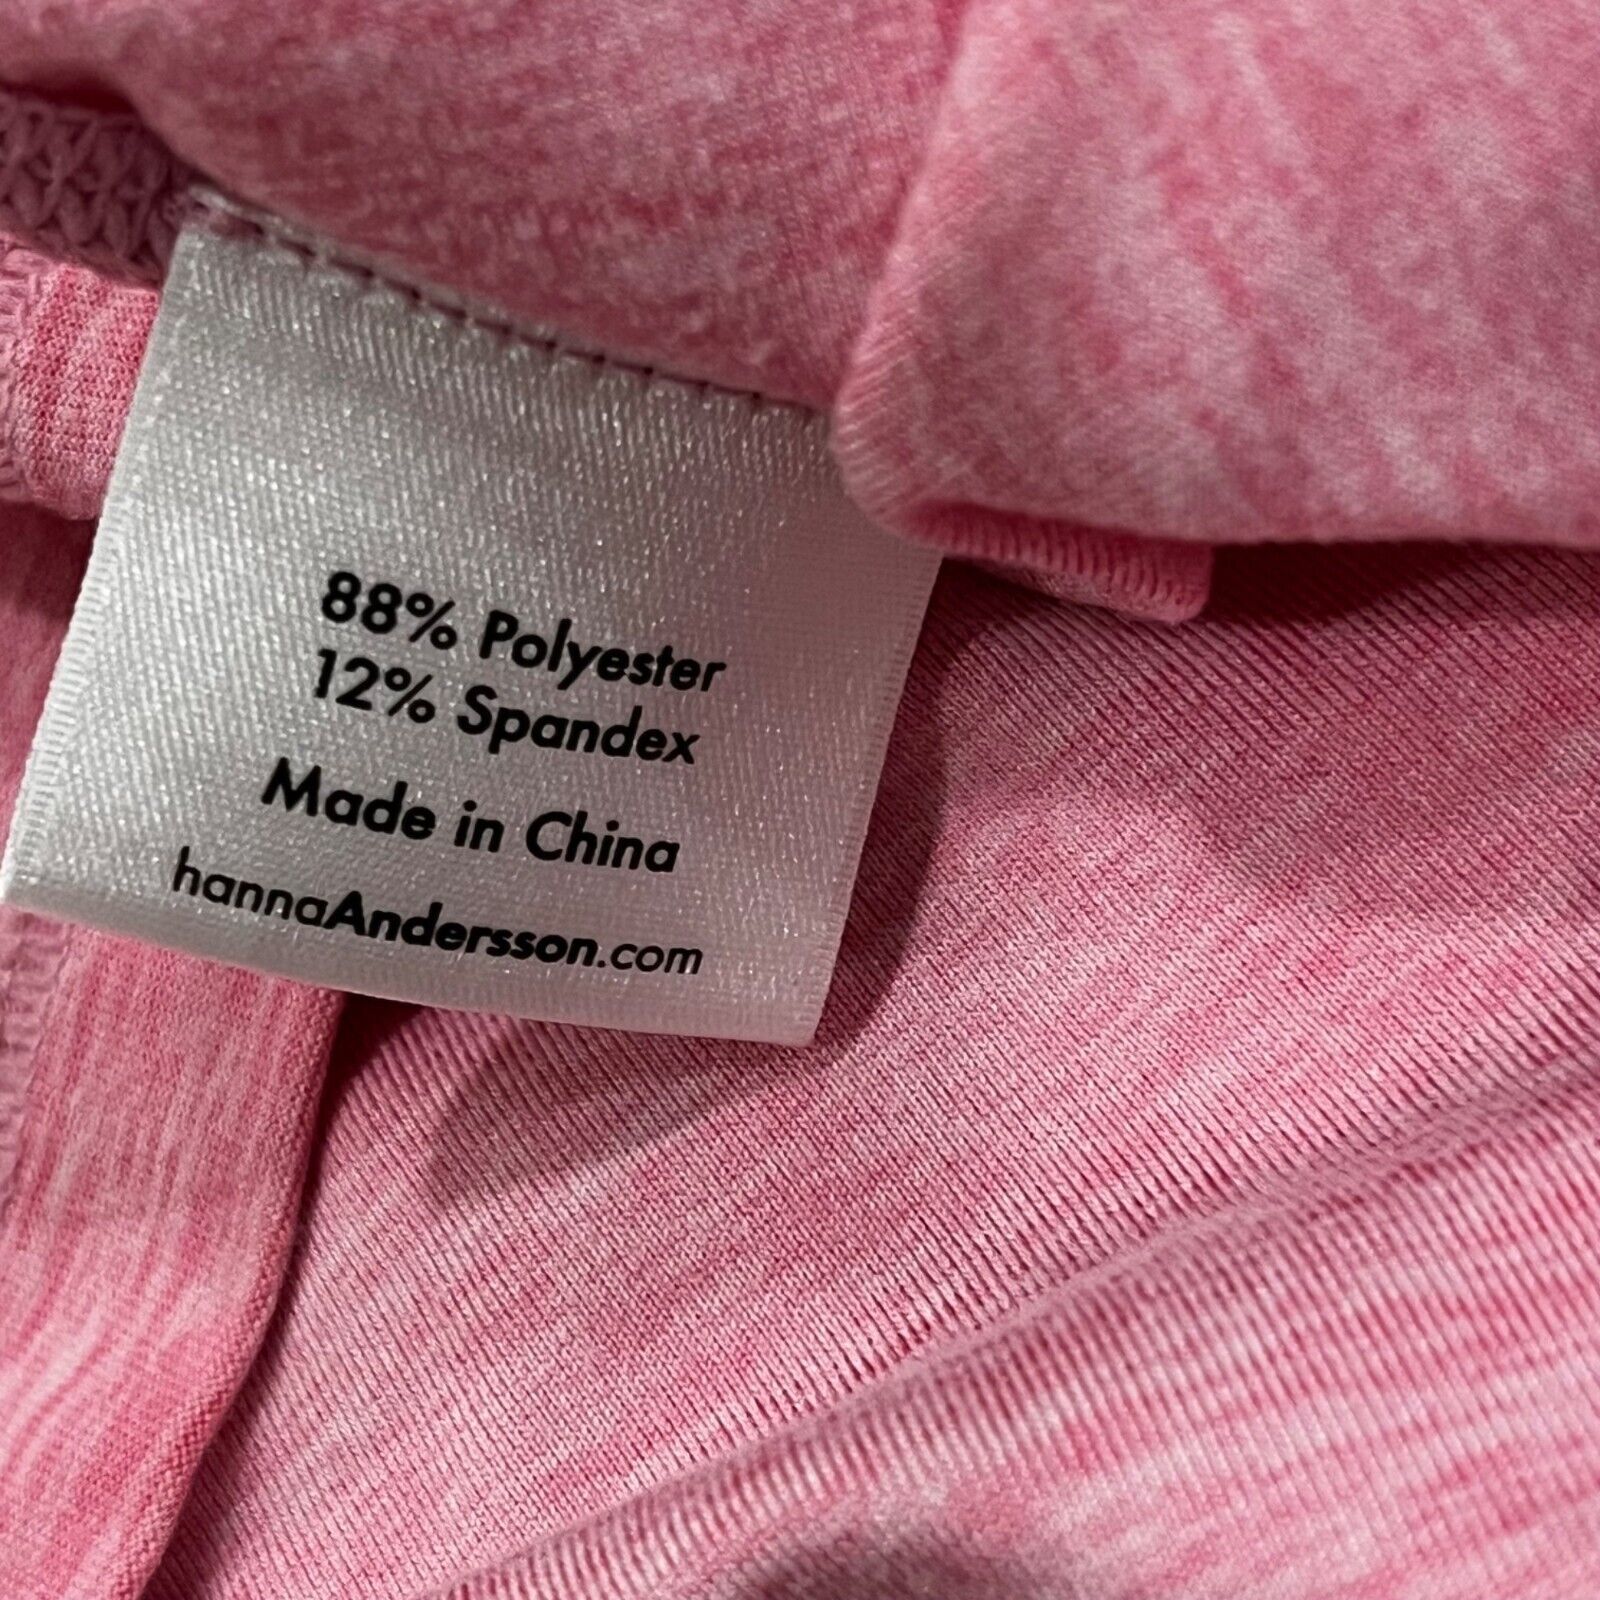 88% Polyester
12% Spandex
Made in China
hannaAndersson.com